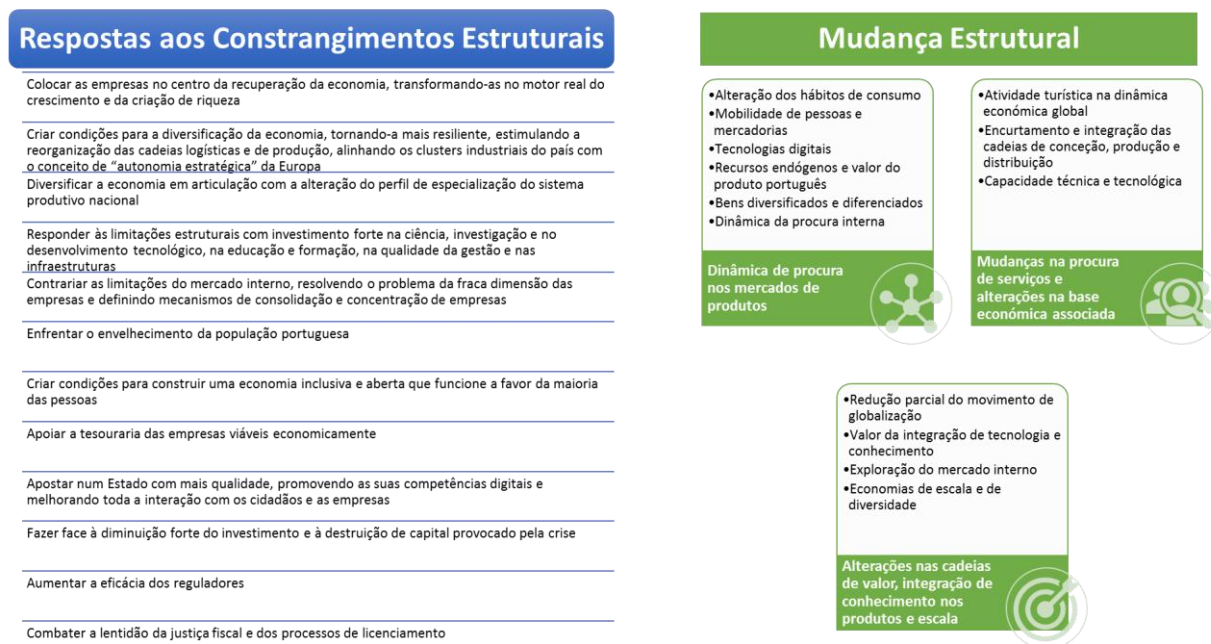 Respostas aos Constrangimentos Estruturais
Colocar as empresas no centro da recuperação da economia, transformando-as no motor real do
crescimento e da criação de riqueza
Criar condições para a diversificação da economia, tornando-a mais resiliente, estimulando a
reorganização das cadeias logísticas e de produção, alinhando os clusters industriais do país com
o conceito de “autonomia estratégica” da Europa
Diversificar a economia em articulação com a alteração do perfil de especialização do sistema
produtivo nacional
Responder às limitações estruturais com investimento forte na ciência, investigação e no
desenvolvimento tecnológico, na educação e formação, na qualidade da gestão e nas
infraestruturas
Contrariar as limitações do mercado interno, resolvendo o problema da fraca dimensão das
empresas e definindo mecanismos de consolidação e concentração de empresas
Enfrentar o envelhecimento da população portuguesa
Criar condições para construir uma economia inclusiva e aberta que funcione a favor da maioria
das pessoas
Apoiar a tesouraria das empresas viáveis economicamente
Apostar num Estado com mais qualidade, promovendo as suas competências digitais e
melhorando toda a interação com os cidadãos e as empresas
Fazer face à diminuição forte do investimento e à destruição de capital provocado pela crise
Aumentar a eficácia dos reguladores
Combater a lentidão da justiça fiscal e dos processos de licenciamento
Mudança Estrutural
•Alteração dos hábitos de consumo
•Mobilidade de pessoas e
mercadorias
•Tecnologias digitais
•Recursos endógenos e valor do
produto português
•Bens diversificados e diferenciados
•Dinâmica da procura interna
Dinâmica de procura
nos mercados de
produtos
•Atividade turística na dinâmica
económica global
•Encurtamento e integração das
cadeias de conceção, produção e
distribuição
•Capacidade técnica e tecnológica
Mudanças na procura
de serviços e
alterações na base
económica associada
•Redução parcial do movimento de
globalização
•Valor da integração de tecnologia e
conhecimento
•Exploração do mercado interno
•Economias de escala e de
diversidade
Alterações nas cadeias
de valor, integração de
conhecimento nos
produtos e escala